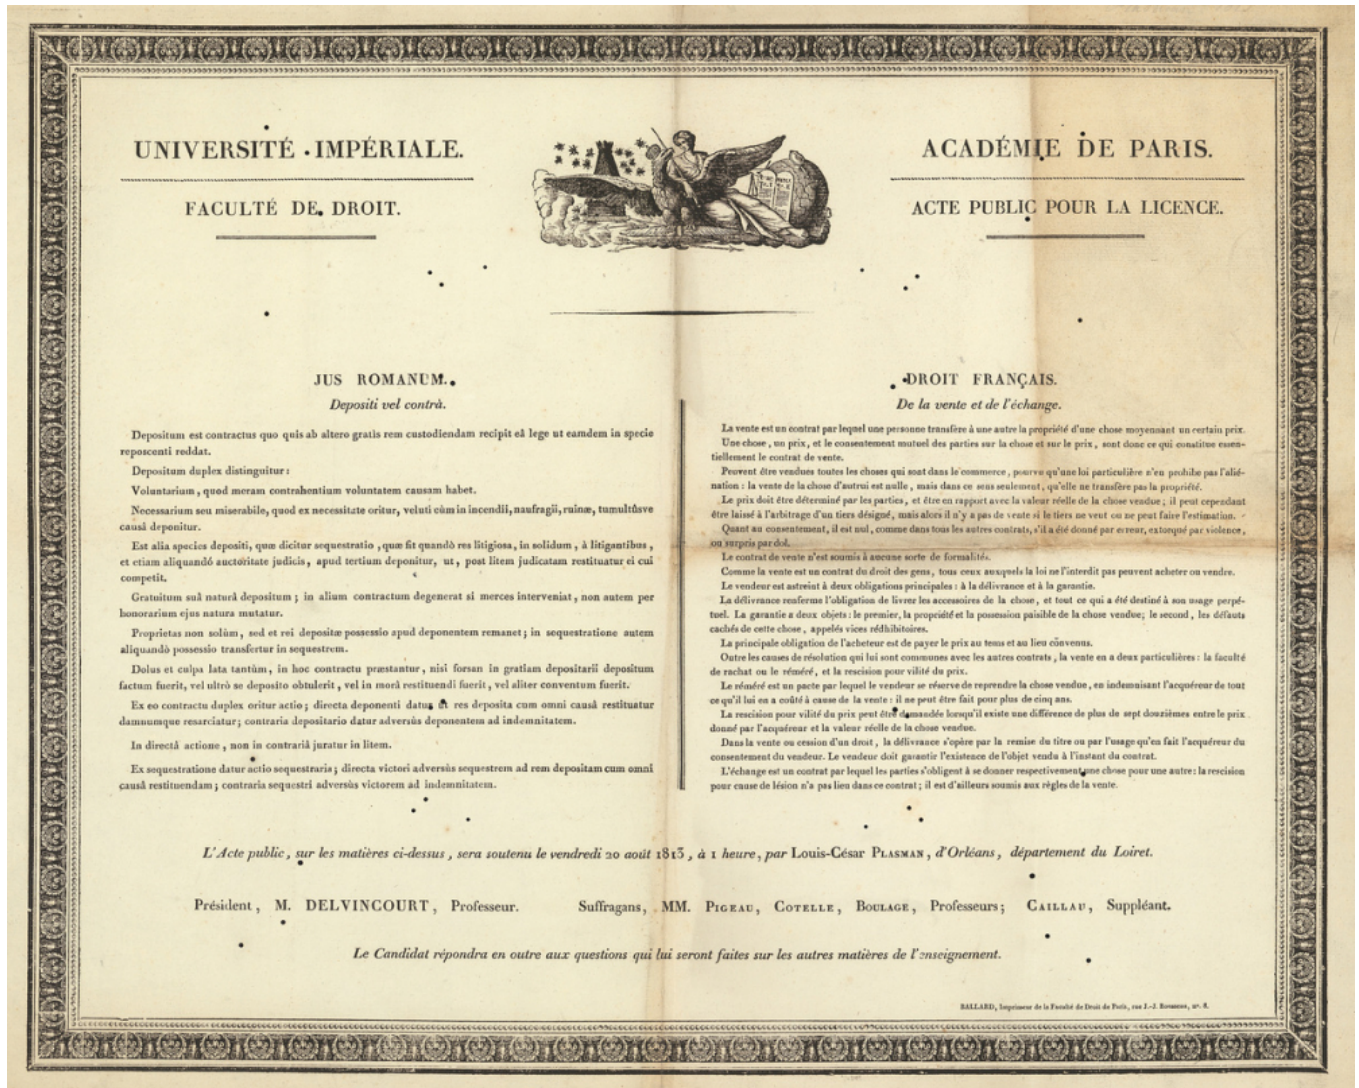 UNIVERSITÉ IMPÉRIALE.
FACULTÉ DE DROIT.
ACADÉMIE DE PARIS.
ACTE PUBLIC POUR LA LICENCE.
JUS ROMANUM.
Depositi vel contrà.
Depositum est contractus quo quis ab altero gratis rem custodiendam recipit eâ lege ut eamdem in specie
reposcenti reddat.
Depositum duplex distinguitur :
Voluntarium, quod meram contrahentium voluntatem causam habet.
Necessarium seu miserabile, quod ex necessitate oritur, veluti cùm in incendii, naufragii, ruinæ, tumultûsve
causâ deponitur.
Est alia species depositi, quæ dicitur sequestratio, quæ fit quandò res litigiosa, in solidum, à litigantibus,
et etiam aliquandò auctoritate judicis, apud tertium deponitur, ut, post litem judicatam restituatur ei cui
competit.
Gratuitum suâ naturâ depositum ; in alium contractum degenerat si merces interveniat, non autem per
honorarium ejus natura mutatur.
Proprietas non solùm, sed et rei depositæ possessio apud deponentem remanet ; in sequestratione autem
aliquandò possessio transfertur in sequestrem.
Dolus et culpa lata tantùm, in hoc contractu præstantur, nisi forsan in gratiam depositarii depositum
factum fuerit, vel ultrò se deposito obtulerit, vel in morâ restituendi fuerit, vel aliter conventum fuerit.
Ex eo contractu duplex oritur actio ; directa deponenti datur ut res deposita cum omni causâ restituatur
damnumque resarciatur ; contraria depositario datur adversùs deponentem ad indemnitatem.
In directâ actione, non in contrariâ juratur in litem.
Ex sequestratione datur actio sequestraria ; directa victori adversùs sequestrem ad rem depositam cum omni
causâ restituendam ; contraria sequestri adversùs victorem ad indemnitatem.
DROIT FRANÇAIS.
De la vente et de l'échange.
La vente est un contrat par lequel une personne transfère à une autre la propriété d'une chose moyennant un certain prix.
Une chose, un prix, et le consentement mutuel des parties sur la chose et sur le prix, sont donc ce qui constitue essen-
tiellement le contrat de vente.
Peuvent être vendues toutes les choses qui sont dans le commerce, pourvu qu'une loi particulière n'en prohibe pas l'alié-
nation : la vente de la chose d'autrui est nulle, mais dans ce sens seulement, qu'elle ne transfère pas la propriété.
Le prix doit être déterminé par les parties, et être en rapport avec la valeur réelle de la chose vendue ; il peut cependant
être laissé à l'arbitrage d'un tiers désigné, mais alors il n'y a pas de vente si le tiers ne veut ou ne peut faire l'estimation.
Quant au consentement, il est nul, comme dans tous les autres contrats, s'il a été donné par erreur, extorqué par violence,
ou surpris par dol.
Le contrat de vente n'est soumis à aucune sorte de formalités.
Comme la vente est un contrat du droit des gens, tous ceux auxquels la loi ne l'interdit pas peuvent acheter ou vendre.
Le vendeur est astreint à deux obligations principales : à la délivrance et à la garantie.
La délivrance renferme l'obligation de livrer les accessoires de la chose, et tout ce qui a été destiné à son usage perpé-
tuel. La garantie a deux objets : le premier, la propriété et la possession paisible de la chose vendue ; le second, les défauts
cachés de cette chose, appelés vices rédhibitoires.
La principale obligation de l'acheteur est de payer le prix au tems et au lieu convenus.
Outre les causes de résolution qui lui sont communes avec les autres contrats, la vente en a deux particulières : la faculté
de rachat ou le réméré, et la rescision pour vilité du prix.
Le réméré est un pacte par lequel le vendeur se réserve de reprendre la chose vendue, en indemnisant l'acquéreur de tout
ce qu'il lui en a coûté à cause de la vente : il ne peut être fait pour plus de cinq ans.
La rescision pour vilité du prix peut être demandée lorsqu'il existe une différence de plus de sept douzièmes entre le prix
donné par l'acquéreur et la valeur réelle de la chose vendue.
Dans la vente ou cession d'un droit, la délivrance s'opère par la remise du titre ou par l'usage qu'en fait l'acquéreur du
consentement du vendeur. Le vendeur doit garantir l'existence de l'objet vendu à l'instant du contrat.
L'échange est un contrat par lequel les parties s'obligent à se donner respectivement une chose pour une autre : la rescision
pour cause de lésion n'a pas lieu dans ce contrat ; il est d'ailleurs soumis aux règles de la vente.
L'Acte public, sur les matières ci-dessus, sera soutenu le vendredi 20 août 1813, à 1 heure, par Louis-César PLASMAN, d'Orléans, département du Loiret.
Président, M. DELVINCOURT, Professeur. Suffragans, MM. PIGEAU, COTELLE, BOULAGE, Professeurs ; CAILLAU, Suppléant.
Le Candidat répondra en outre aux questions qui lui seront faites sur les autres matières de l'enseignement.
BALLARD, Imprimeur de la Faculté de Droit de Paris, rue J.-J. Rousseau, nº. 8.